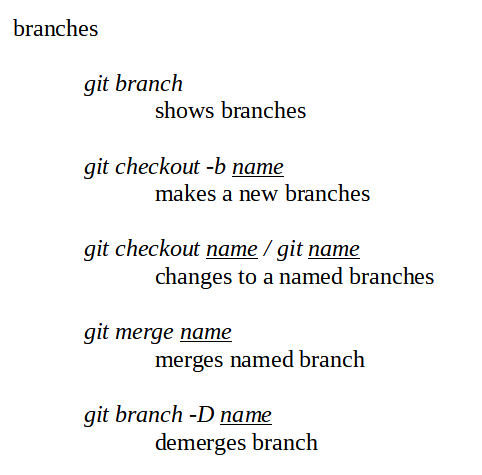 branches
git branch
shows branches
git checkout -b name
makes a new branches
git checkout name / git name
changes to a named branches
git merge name
merges named branch
git branch -D name
demerges branch